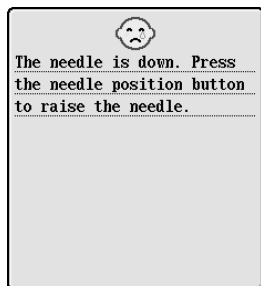 The needle is down. Press
the needle position button
to raise the needle.